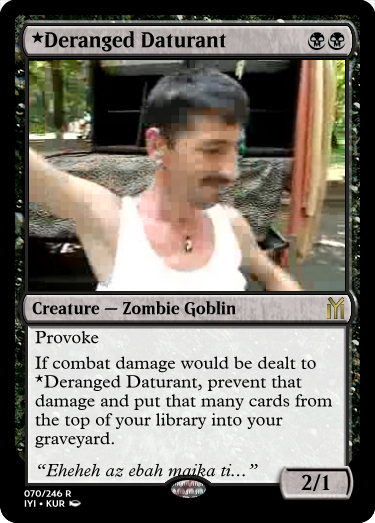 ★Deranged Daturant
Creature — Zombie Goblin
Provoke
If combat damage would be dealt to
★Deranged Daturant, prevent that
damage and put that many cards from
the top of your library into your
graveyard.
“Eheheh az ebah majka ti…”
2/1
070/246 R
IYI • KUR